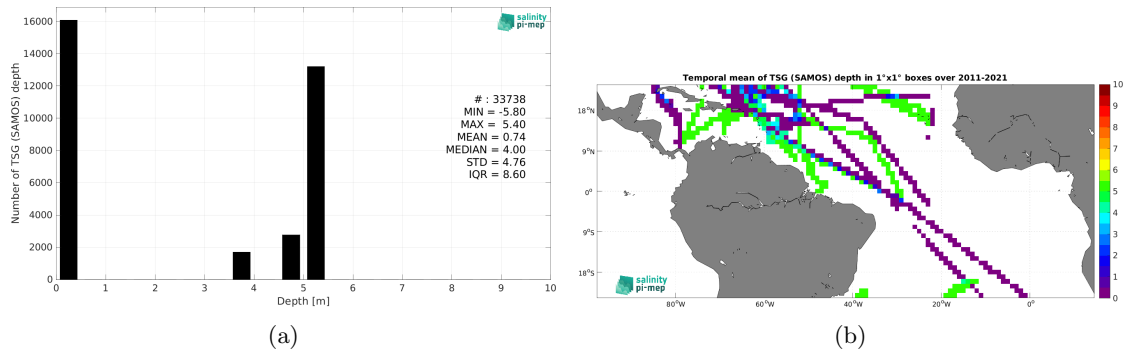 salinity
pi-mep
Number of TSG (SAMOS) depth
16000
14000
12000
10000
8000
6000
4000
2000
0
# : 33738
MIN = -5.80
MAX = 5.40
MEAN = 0.74
MEDIAN = 4.00
STD = 4.76
IQR = 8.60
0 1 2 3 4 5 6 7 8 9 10
Depth [m]
(a)
Temporal mean of TSG (SAMOS) depth in 1°x1° boxes over 2011-2021
18°N
9°N
0°
9°S
18°S
80°W 60°W 40°W 20°W 0°
salinity
pi-mep
10
9
8
7
6
5
4
3
2
1
0
(b)